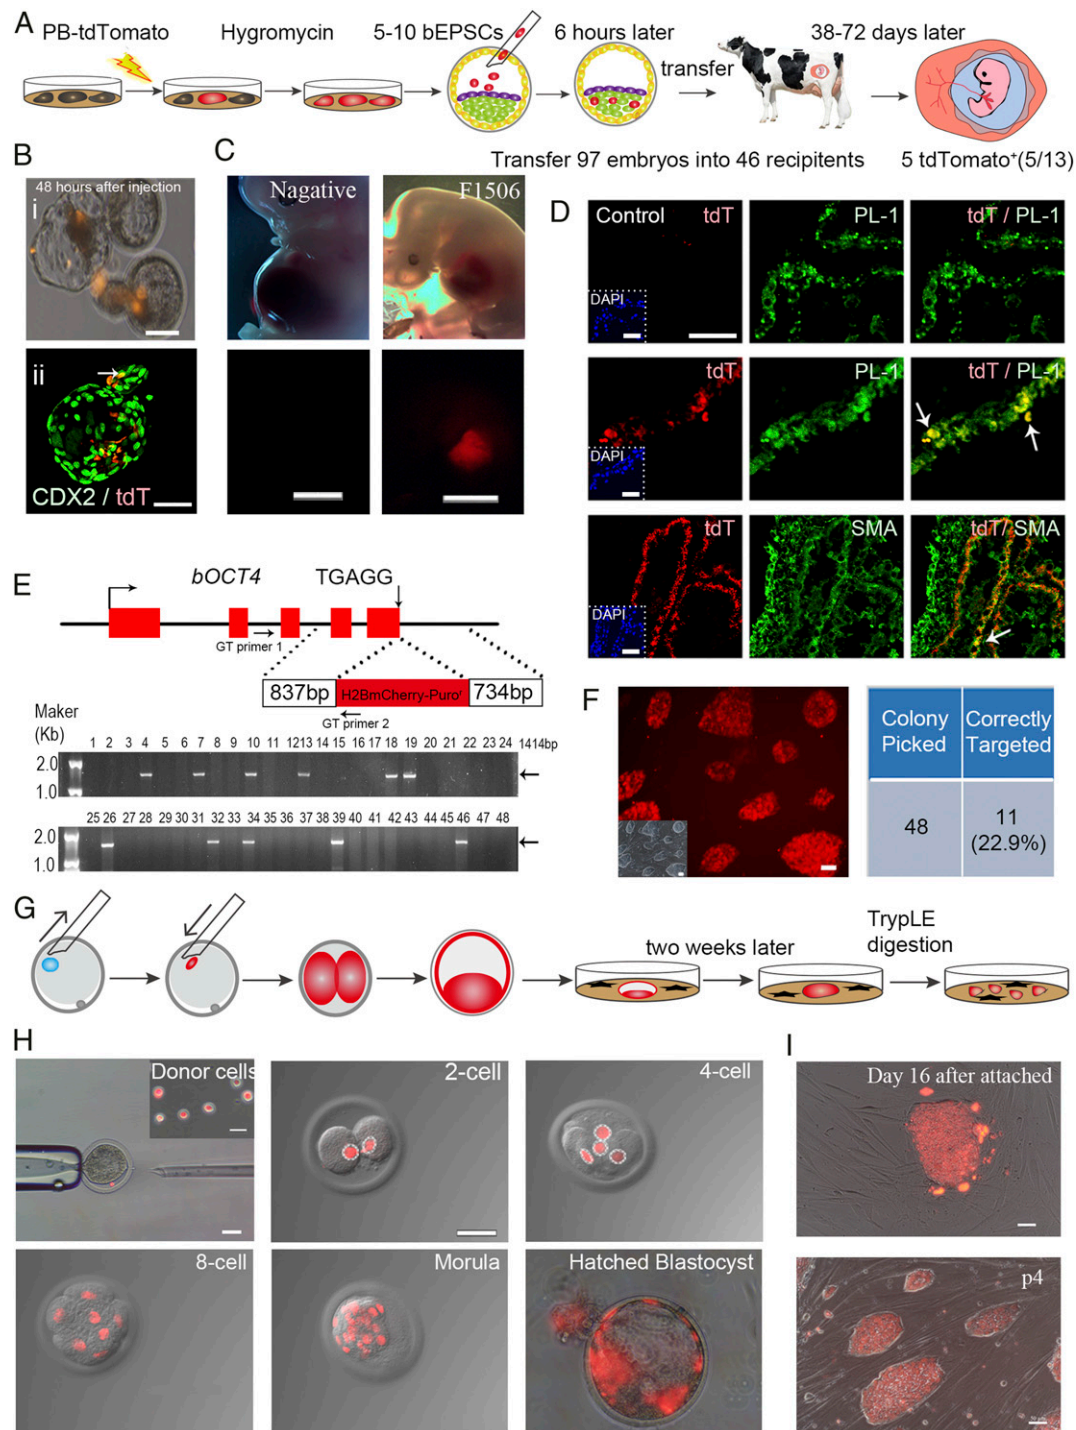 A
PB-tdTomato
Hygromycin
5-10 bEPSCs
6 hours later
transfer
38-72 days later
Transfer 97 embryos into 46 recipitents
5 tdTomato+(5/13)
B
48 hours after injection
i
ii
CDX2 / tdT
C
Nagative
F1506
D
Control
tdT
PL-1
tdT / PL-1
DAPI
tdT
PL-1
tdT / PL-1
DAPI
tdT
SMA
tdT/ SMA
DAPI
E
bOCT4
TGAGG
GT primer 1
837bp
H2BmCherry-Puroʳ
734bp
GT primer 2
Maker
(Kb)
1 2 3 4 5 6 7 8 9 10 11 1213 14 15 16 17 18 19 20 21 22 23 24 1414bp
2.0
1.0
25 26 27 28 29 30 31 32 33 34 35 36 37 38 39 40 41 42 43 44 45 46 47 48
2.0
1.0
F
Colony
Picked
Correctly
Targeted
48
11
(22.9%)
G
two weeks later
TrypLE
digestion
H
Donor cells
2-cell
4-cell
8-cell
Morula
Hatched Blastocyst
I
Day 16 after attached
p4